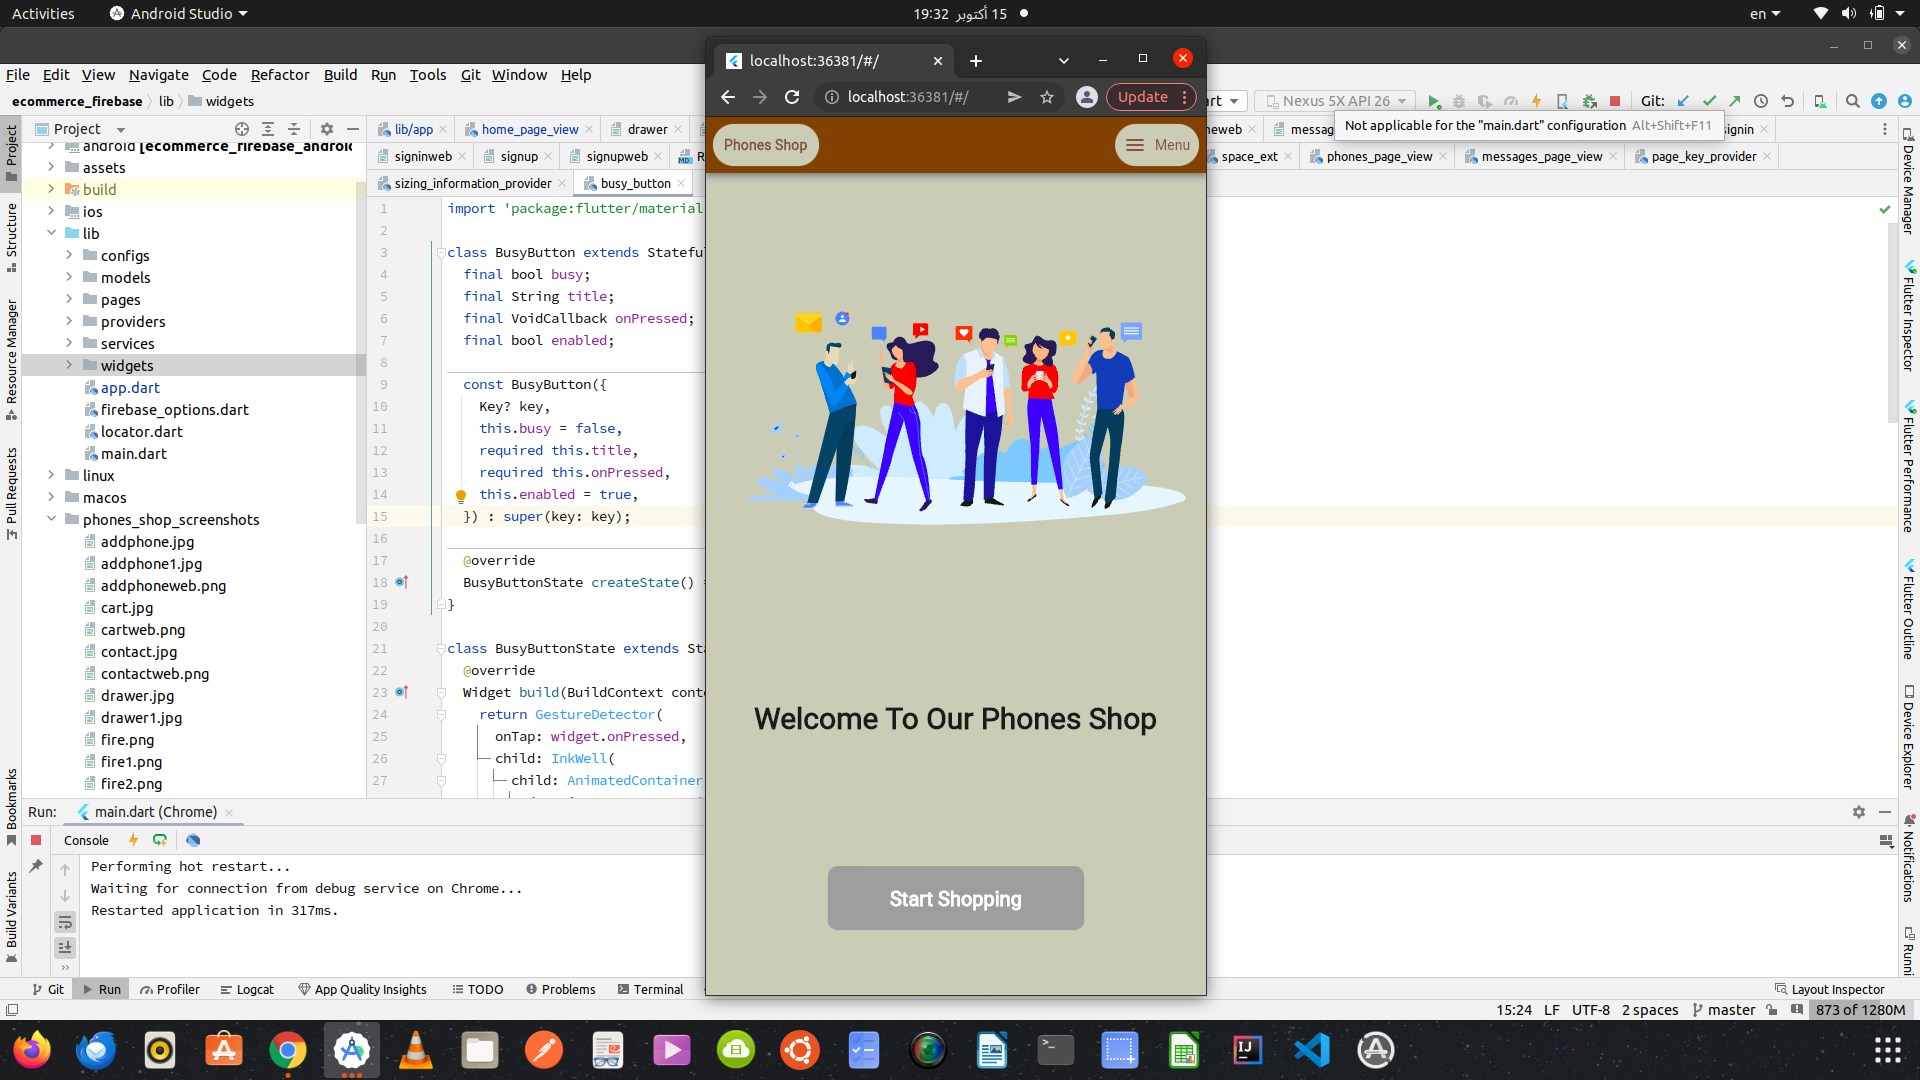 Activities
Android Studio
15 أكتوبر 19:32
en
File Edit View Navigate Code Refactor Build Run Tools Git Window Help
localhost:36381/#/
localhost:36381/#/
Update
ecommerce_firebase lib widgets
Nexus 5X API 26
Git:
Not applicable for the "main.dart" configuration Alt+Shift+F11
Project
lib/app
home_page_view
drawer
signin
signinweb
signup
signupweb
space_ext
phones_page_view
messages_page_view
page_key_provider
sizing_information_provider
busy_button
Phones Shop
Menu
Welcome To Our Phones Shop
Start Shopping
android [ecommerce_firebase_android
assets
build
ios
lib
configs
models
pages
providers
services
widgets
app.dart
firebase_options.dart
locator.dart
main.dart
linux
macos
phones_shop_screenshots
addphone.jpg
addphone1.jpg
addphoneweb.png
cart.jpg
cartweb.png
contact.jpg
contactweb.png
drawer.jpg
drawer1.jpg
fire.png
fire1.png
fire2.png
1 import 'package:flutter/material
2
3 class BusyButton extends Stateful
4 final bool busy;
5 final String title;
6 final VoidCallback onPressed;
7 final bool enabled;
8
9 const BusyButton({
10 Key? key,
11 this.busy = false,
12 required this.title,
13 required this.onPressed,
14 this.enabled = true,
15 }) : super(key: key);
16
17 @override
18 BusyButtonState createState() =
19 }
20
21 class BusyButtonState extends Sta
22 @override
23 Widget build(BuildContext conte
24 return GestureDetector(
25 onTap: widget.onPressed,
26 child: InkWell(
27 child: AnimatedContainer
Project
Structure
Resource Manager
Pull Requests
Bookmarks
Build Variants
Device Manager
Flutter Inspector
Flutter Performance
Flutter Outline
Device Explorer
Notifications
Runni
Run: main.dart (Chrome)
Console
Performing hot restart...
Waiting for connection from debug service on Chrome...
Restarted application in 317ms.
Git Run Profiler Logcat App Quality Insights TODO Problems Terminal
Layout Inspector
15:24 LF UTF-8 2 spaces master 873 of 1280M